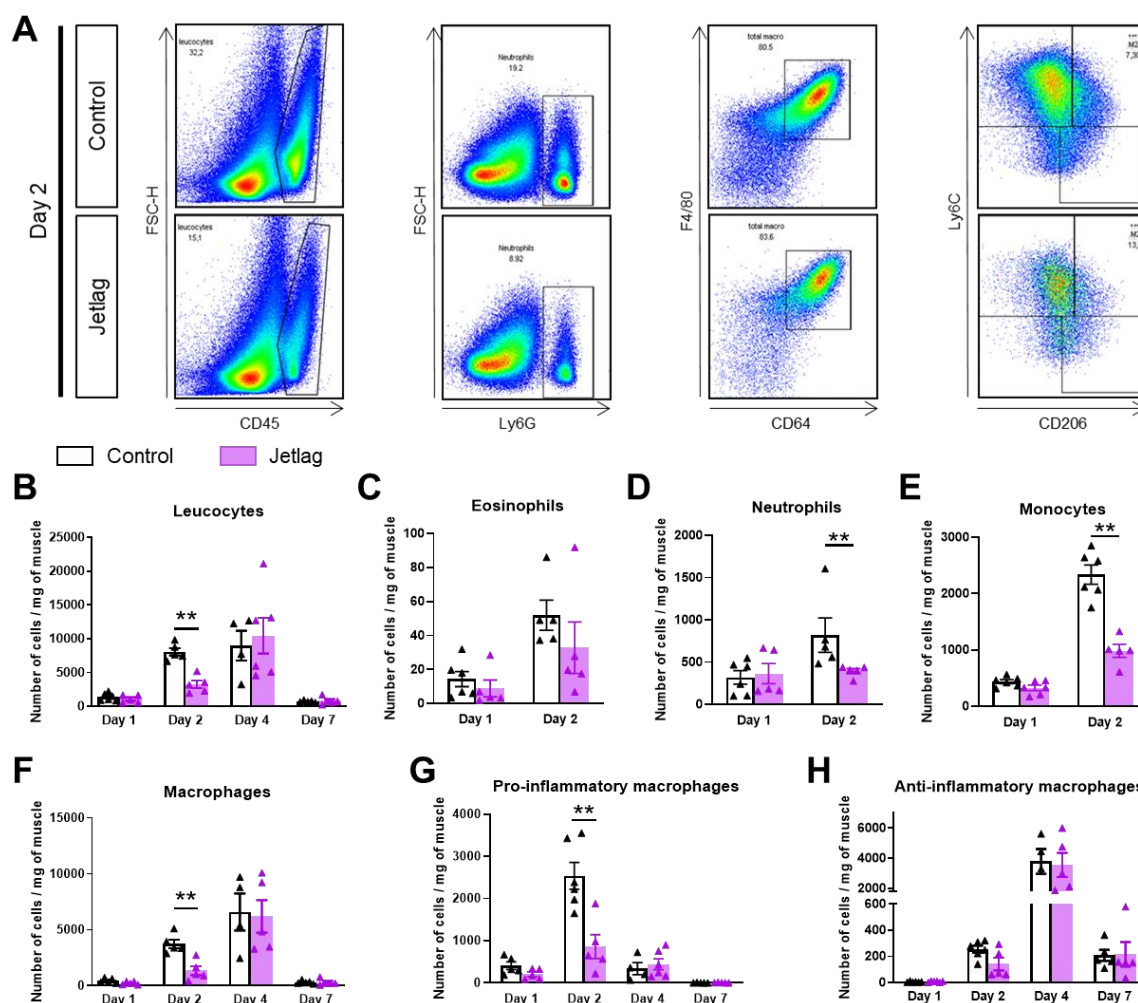 A
Day 2
Control
Jetlag
leucocytes
32,2
FSC-H
Neutrophils
19.2
FSC-H
total macro
80.5
F4/80
M2
7,30
Ly6C
leucocytes
15,1
Neutrophils
8.92
total macro
83.6
M2
13,
CD45
Ly6G
CD64
CD206
Control
Jetlag
B
Leucocytes
Number of cells / mg of muscle
25000
20000
15000
10000
5000
0
**
Day 1
Day 2
Day 4
Day 7
C
Eosinophils
Number of cells / mg of muscle
100
80
60
40
20
0
Day 1
Day 2
D
Neutrophils
Number of cells / mg of muscle
2000
1500
1000
500
0
**
Day 1
Day 2
E
Monocytes
Number of cells / mg of muscle
3000
2000
1000
0
**
Day 1
Day 2
F
Macrophages
Number of cells / mg of muscle
15000
10000
5000
0
**
Day 1
Day 2
Day 4
Day 7
G
Pro-inflammatory macrophages
Number of cells / mg of muscle
4000
3000
2000
1000
0
**
Day 1
Day 2
Day 4
Day 7
H
Anti-inflammatory macrophages
Number of cells / mg of muscle
6000
4000
2000
600
400
200
0
Day 1
Day 2
Day 4
Day 7